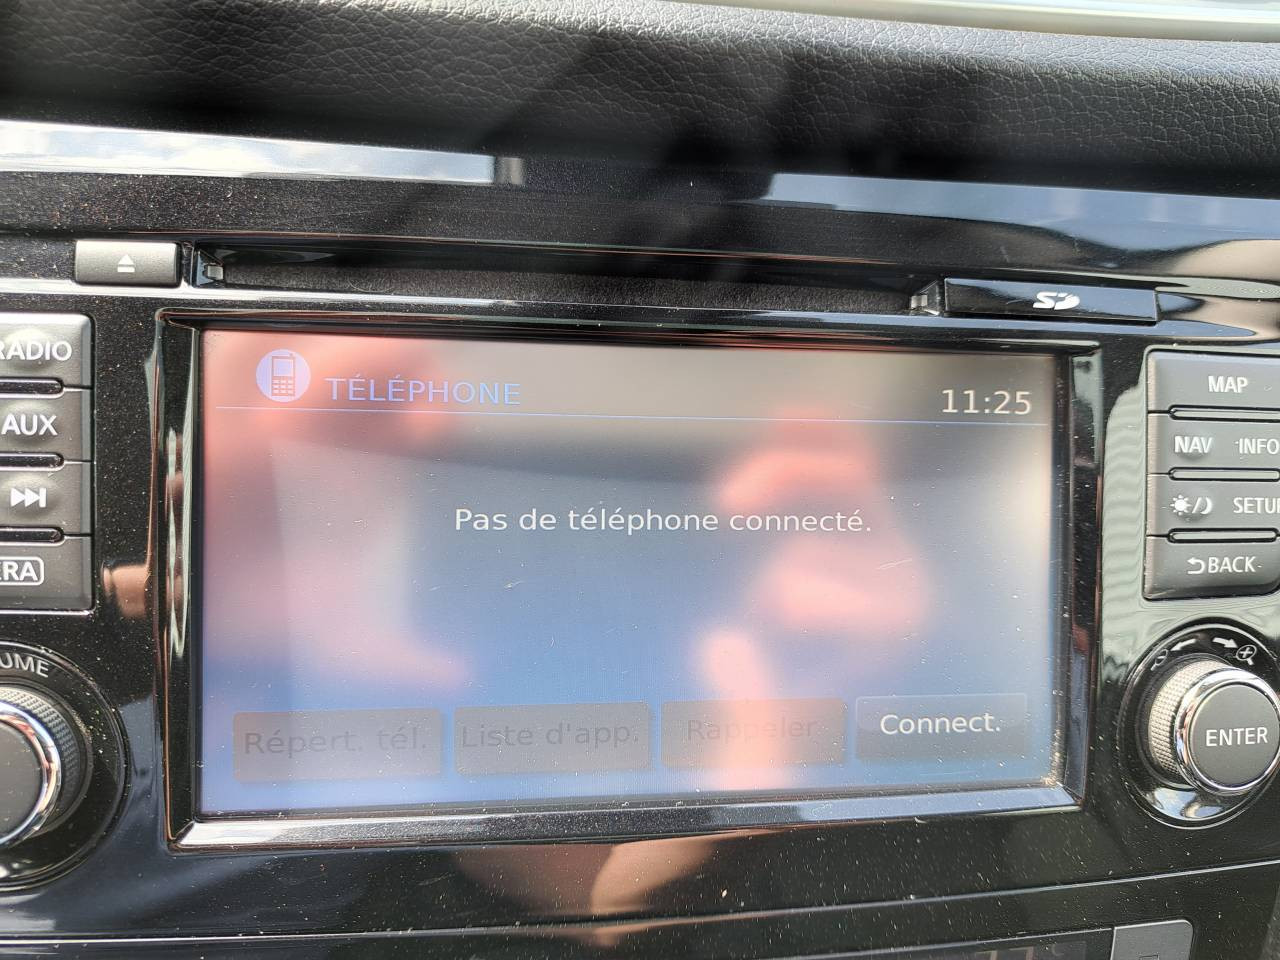 RADIO
AUX
ERA
UME
SD
TÉLÉPHONE
11:25
Pas de téléphone connecté.
Répert. tél.
Liste d'app.
Rappeler
Connect.
MAP
NAV
INFO
SETU
BACK
ENTER